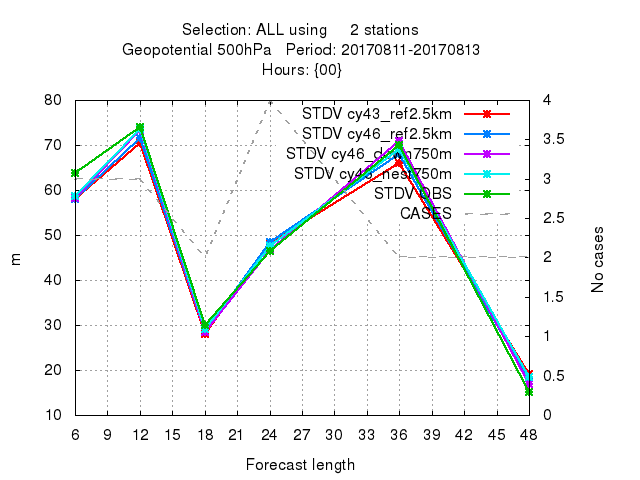 Selection: ALL using 2 stations
Geopotential 500hPa Period: 20170811-20170813
Hours: {00}
80 4
STDV cy43_ref2.5km
STDV cy46_ref2.5km
70 3.5
STDV 750m
STDV 750m
60 3
STDV OBS
CASES
50 2.5
m
No cases
40 2
30 1.5
1
20
0.5
10 0
6 9 12 15 18 21 24 27 30 33 36 39 42 45 48
Forecast length